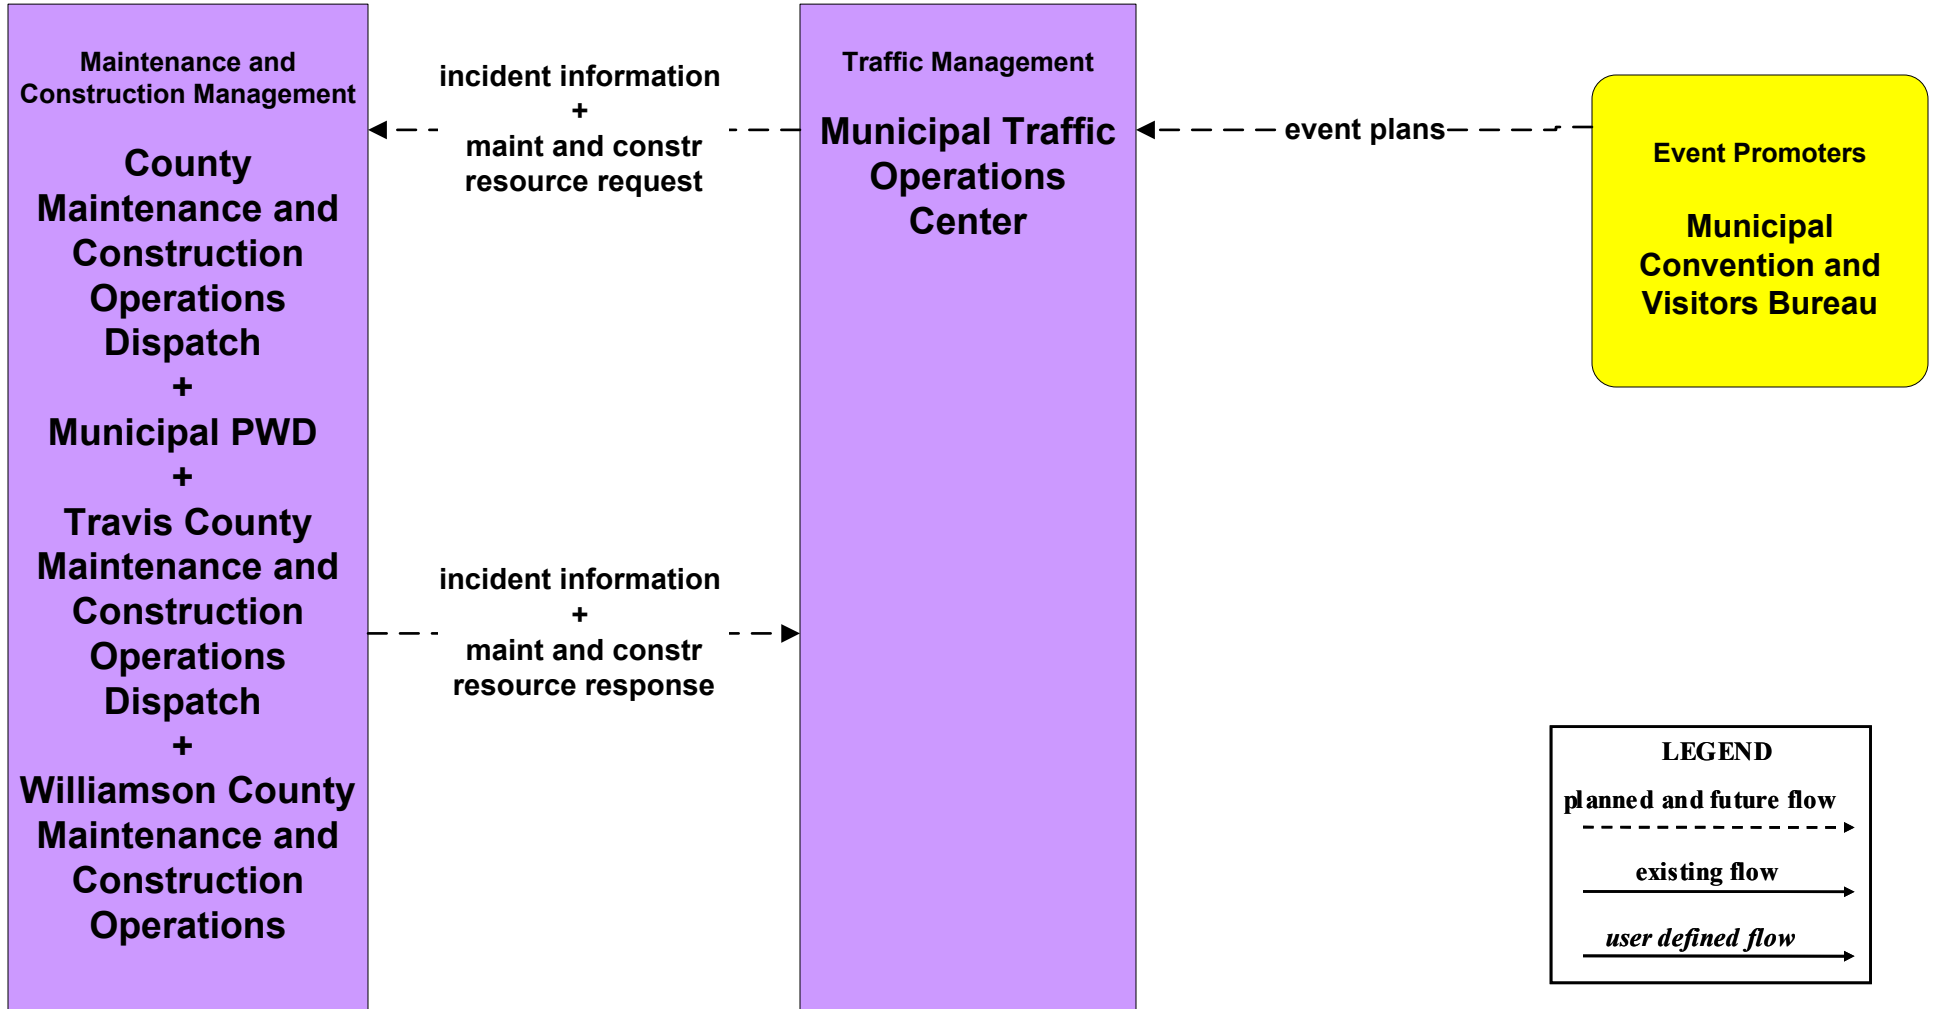 Maintenance and
Construction Management
County
Maintenance and
Construction
Operations
Dispatch
+
Municipal PWD
+
Travis County
Maintenance and
Construction
Operations
Dispatch
+
Williamson County
Maintenance and
Construction
Operations
incident information
+
maint and constr
resource request
incident information
+
maint and constr
resource response
Traffic Management
Municipal Traffic
Operations
Center
event plans
Event Promoters
Municipal
Convention and
Visitors Bureau
LEGEND
planned and future flow
existing flow
user defined flow